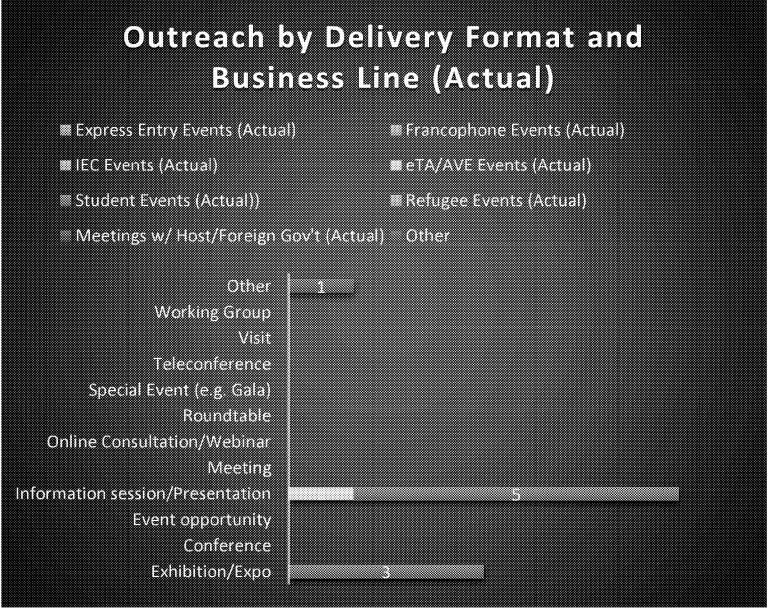 Outreach by Delivery Format and
Business Line (Actual)
Express Entry Events (Actual) Francophone Events (Actual)
IEC Events (Actual) eTA/AVE Events (Actual)
Student Events (Actual)) Refugee Events (Actual)
Meetings w/ Host/Foreign Gov't (Actual) Other
Other 1
Working Group
Visit
Teleconference
Special Event (e.g. Gala)
Roundtable
Online Consultation/Webinar
Meeting
Information session/Presentation 5
Event opportunity
Conference
Exhibition/Expo 3